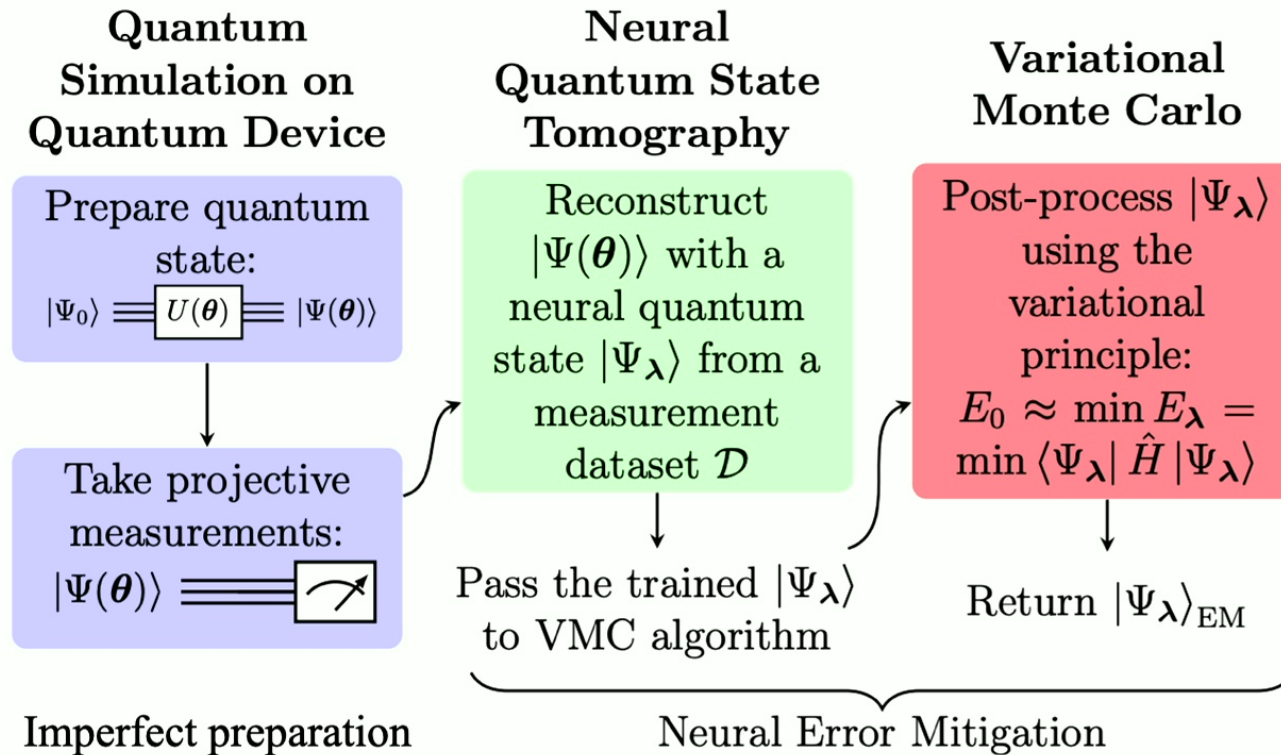 Quantum
Simulation on
Quantum Device
Prepare quantum
state:
|Ψ₀⟩ U(θ) |Ψ(θ)⟩
Take projective
measurements:
|Ψ(θ)⟩
Imperfect preparation
Neural
Quantum State
Tomography
Reconstruct
|Ψ(θ)⟩ with a
neural quantum
state |Ψ_λ⟩ from a
measurement
dataset 𝒟
Pass the trained |Ψ_λ⟩
to VMC algorithm
Variational
Monte Carlo
Post-process |Ψ_λ⟩
using the
variational
principle:
E₀ ≈ min E_λ =
min ⟨Ψ_λ| Ĥ |Ψ_λ⟩
Return |Ψ_λ⟩_EM
Neural Error Mitigation